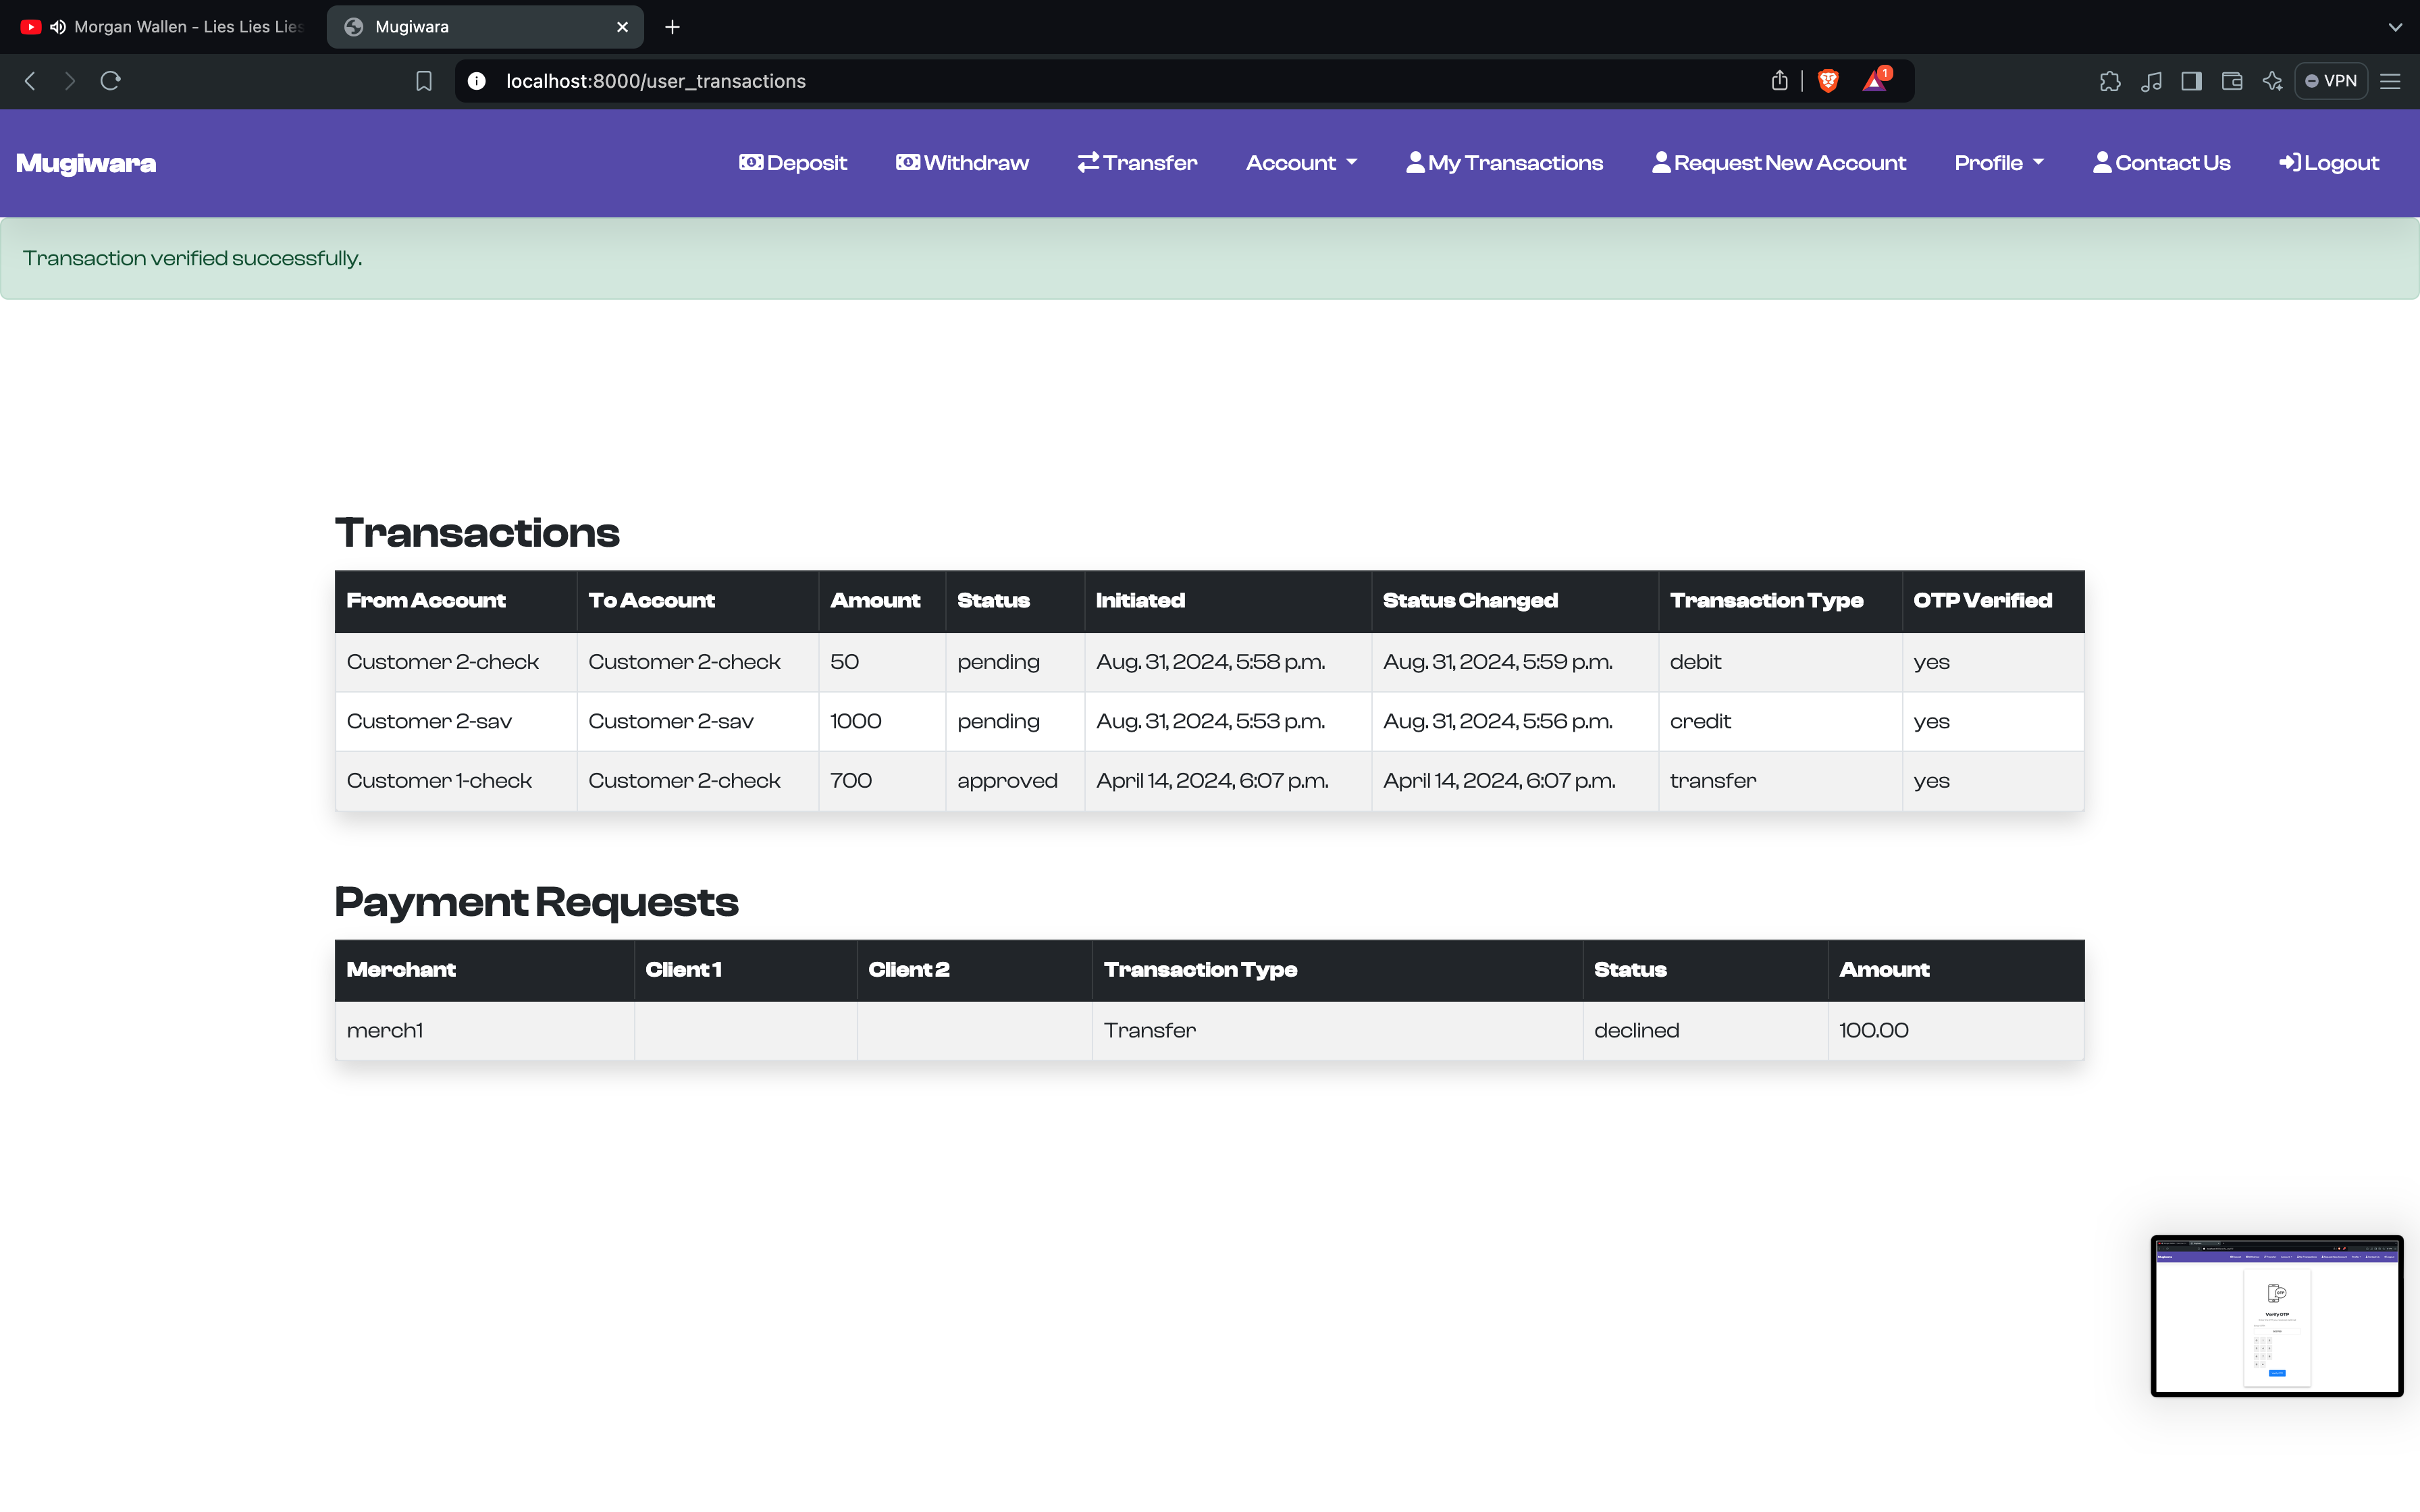 Morgan Wallen - Lies Lies Lies
Mugiwara
localhost:8000/user_transactions
1
VPN
Mugiwara
Deposit
Withdraw
Transfer
Account
My Transactions
Request New Account
Profile
Contact Us
Logout
Transaction verified successfully.
Transactions
From Account To Account Amount Status Initiated Status Changed Transaction Type OTP Verified
Customer 2-check Customer 2-check 50 pending Aug. 31, 2024, 5:58 p.m. Aug. 31, 2024, 5:59 p.m. debit yes
Customer 2-sav Customer 2-sav 1000 pending Aug. 31, 2024, 5:53 p.m. Aug. 31, 2024, 5:56 p.m. credit yes
Customer 1-check Customer 2-check 700 approved April 14, 2024, 6:07 p.m. April 14, 2024, 6:07 p.m. transfer yes
Payment Requests
Merchant Client 1 Client 2 Transaction Type Status Amount
merch1 Transfer declined 100.00
Verify OTP